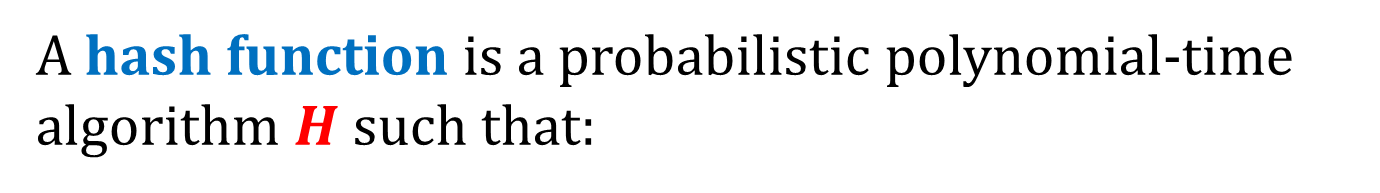 A hash function is a probabilistic polynomial-time
algorithm H such that: